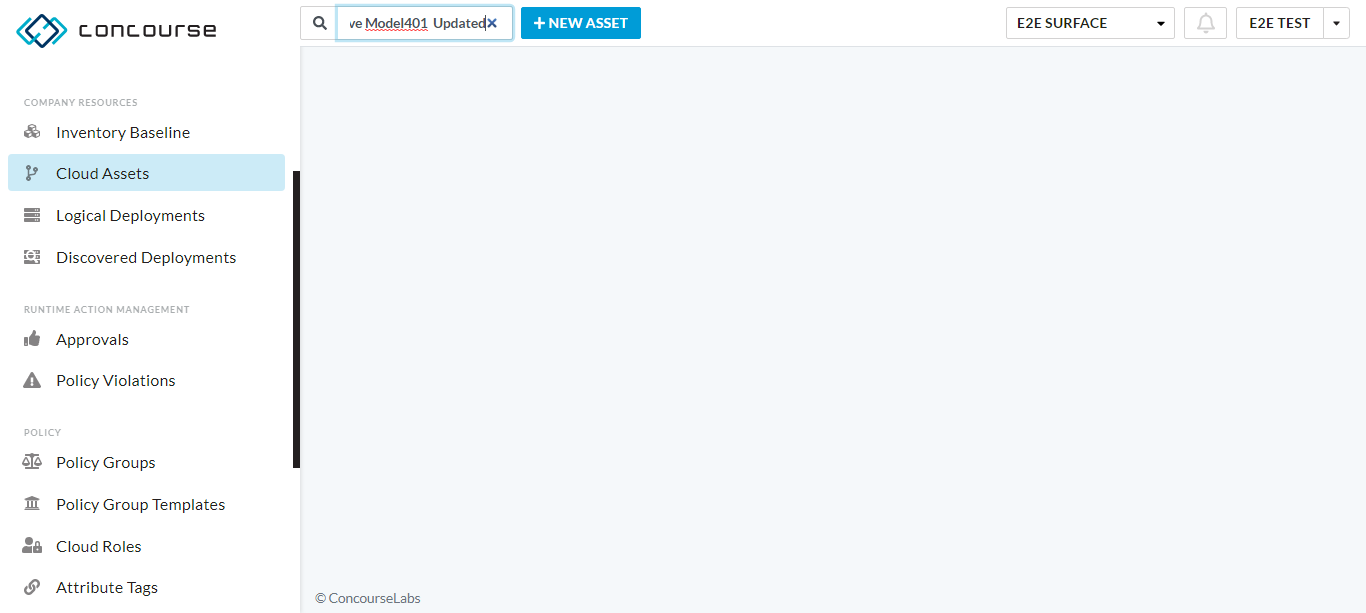 concourse
ve Model401 Updated
NEW ASSET
E2E SURFACE
E2E TEST
COMPANY RESOURCES
Inventory Baseline
Cloud Assets
Logical Deployments
Discovered Deployments
RUNTIME ACTION MANAGEMENT
Approvals
Policy Violations
POLICY
Policy Groups
Policy Group Templates
Cloud Roles
Attribute Tags
© ConcourseLabs